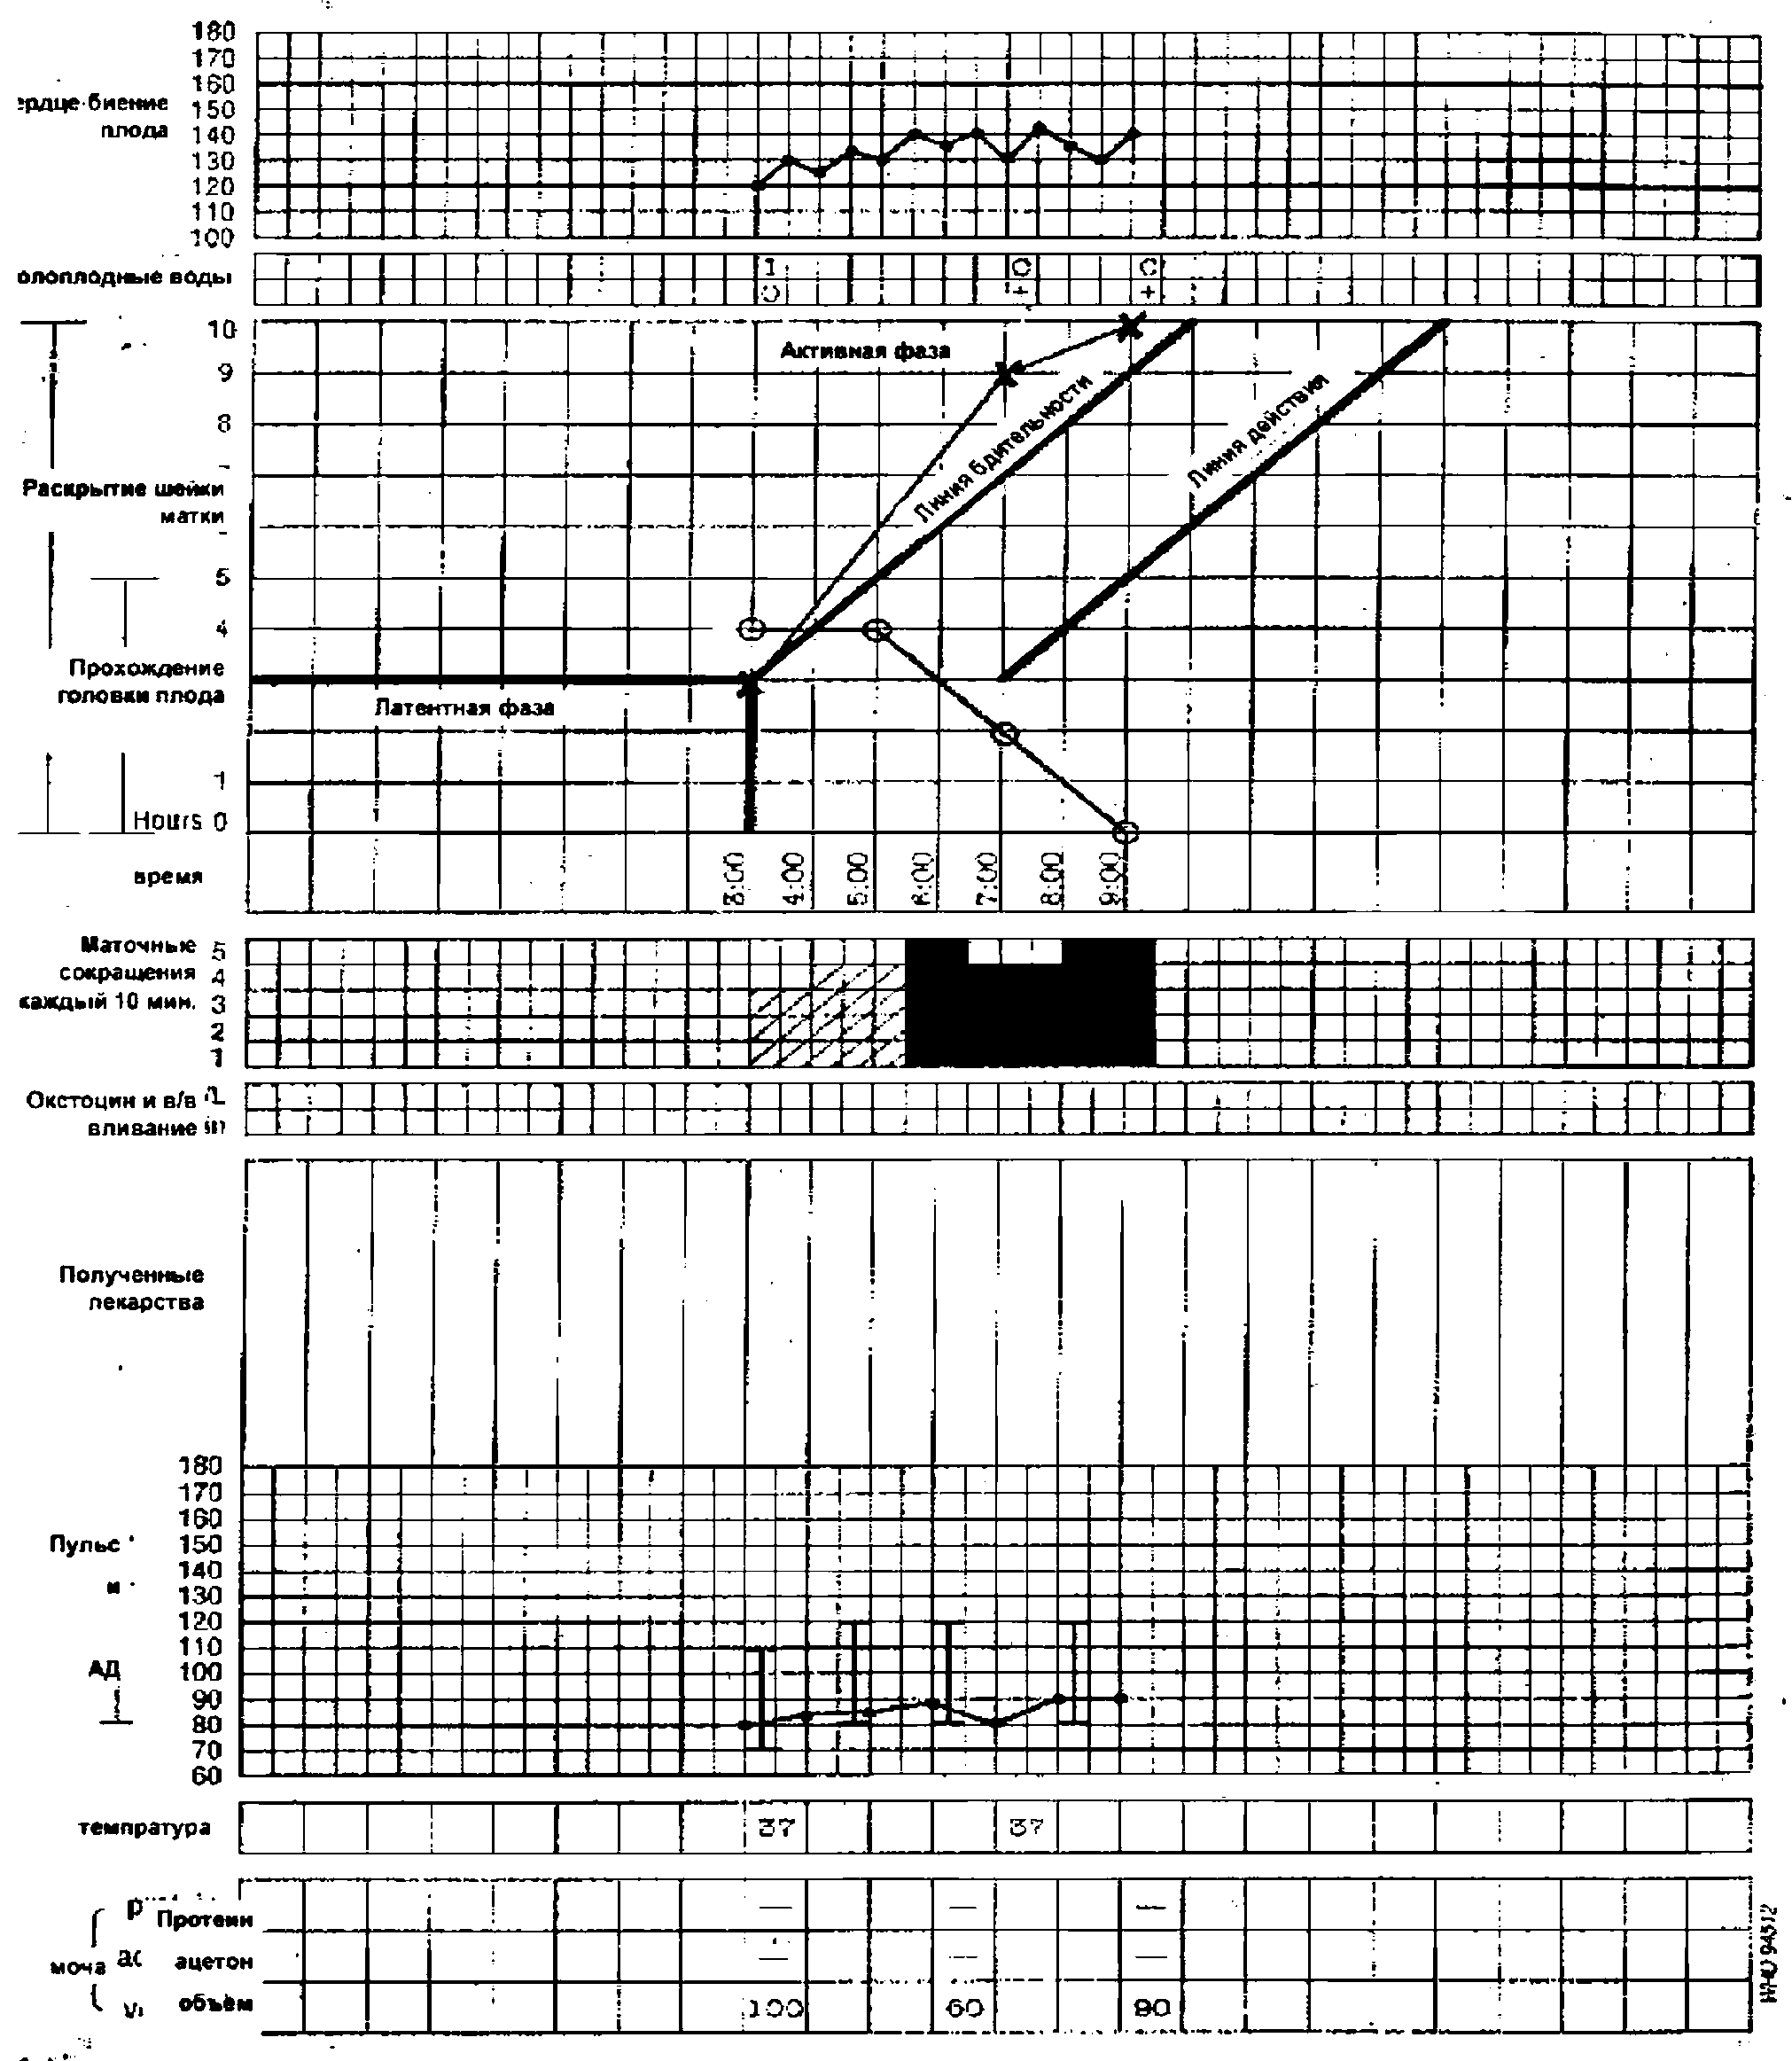 180
170
160
150
140
130
120
110
100
ердце-биение
плода
олоплодные воды
C I
+ C
+ C
10
9
8
5
4
1
Hours 0
Активная фаза
Линия бдительности
Линия действия
Раскрытие шейки
матки
Прохождение
головки плода
Латентная фаза
время
3:00
4:00
5:00
6:00
7:00
8:00
9:00
Маточные 5
сокращения 4
каждый 10 мин. 3
2
1
Окстоцин и в/в /L
вливание
Полученные
лекарства
180
170
160
Пульс 150
140
и 130
120
110
АД 100
90
80
70
60
темпратура 37 37
Протеин — — —
моча ас ацетон — — —
объём 100 60 90
WHO 94312